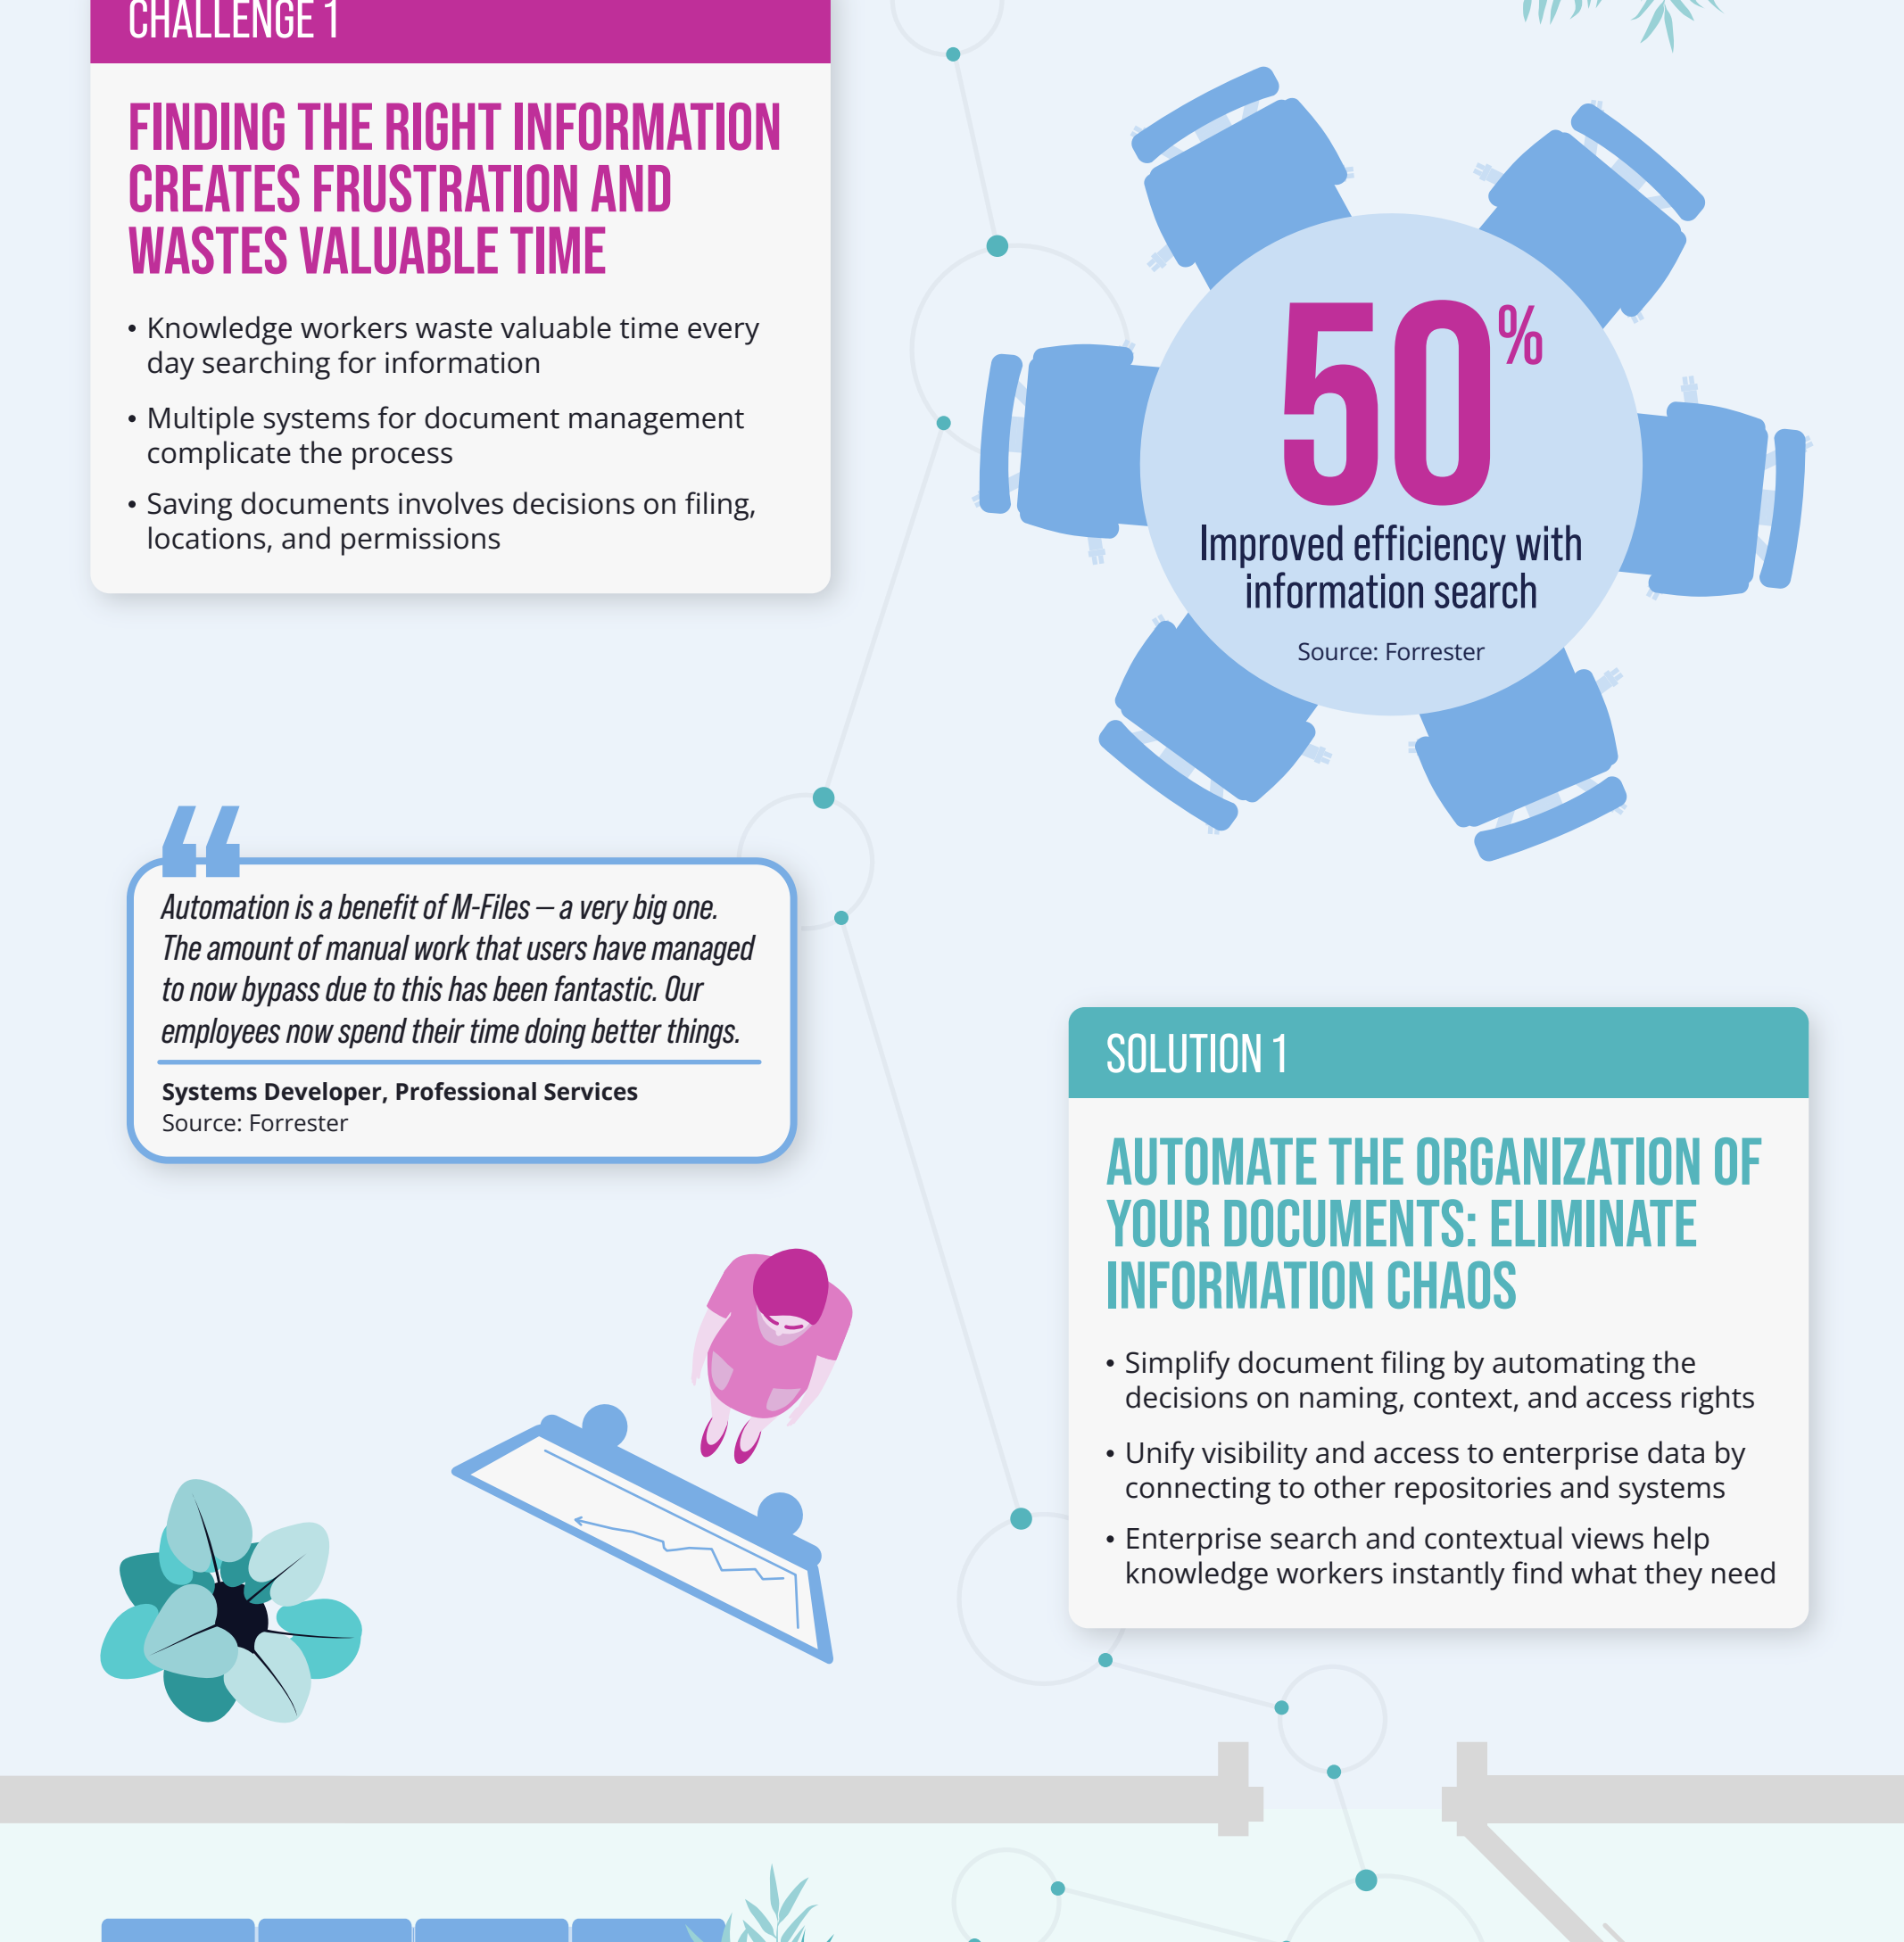 CHALLENGE 1
FINDING THE RIGHT INFORMATION
CREATES FRUSTRATION AND
WASTES VALUABLE TIME
• Knowledge workers waste valuable time every
day searching for information
• Multiple systems for document management
complicate the process
• Saving documents involves decisions on filing,
locations, and permissions
50%
Improved efficiency with
information search
Source: Forrester
“
Automation is a benefit of M-Files – a very big one.
The amount of manual work that users have managed
to now bypass due to this has been fantastic. Our
employees now spend their time doing better things.
Systems Developer, Professional Services
Source: Forrester
SOLUTION 1
AUTOMATE THE ORGANIZATION OF
YOUR DOCUMENTS: ELIMINATE
INFORMATION CHAOS
• Simplify document filing by automating the
decisions on naming, context, and access rights
• Unify visibility and access to enterprise data by
connecting to other repositories and systems
• Enterprise search and contextual views help
knowledge workers instantly find what they need